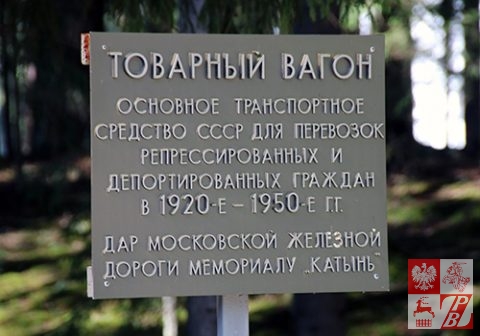 ТОВАРНЫЙ ВАГОН
ОСНОВНОЕ ТРАНСПОРТНОЕ
СРЕДСТВО СССР ДЛЯ ПЕРЕВОЗОК
РЕПРЕССИРОВАННЫХ И
ДЕПОРТИРОВАННЫХ ГРАЖДАН
В 1920-Е – 1950-Е Г.Г.
ДАР МОСКОВСКОЙ ЖЕЛЕЗНОЙ
ДОРОГИ МЕМОРИАЛУ „КАТЫНЬ"
РВ